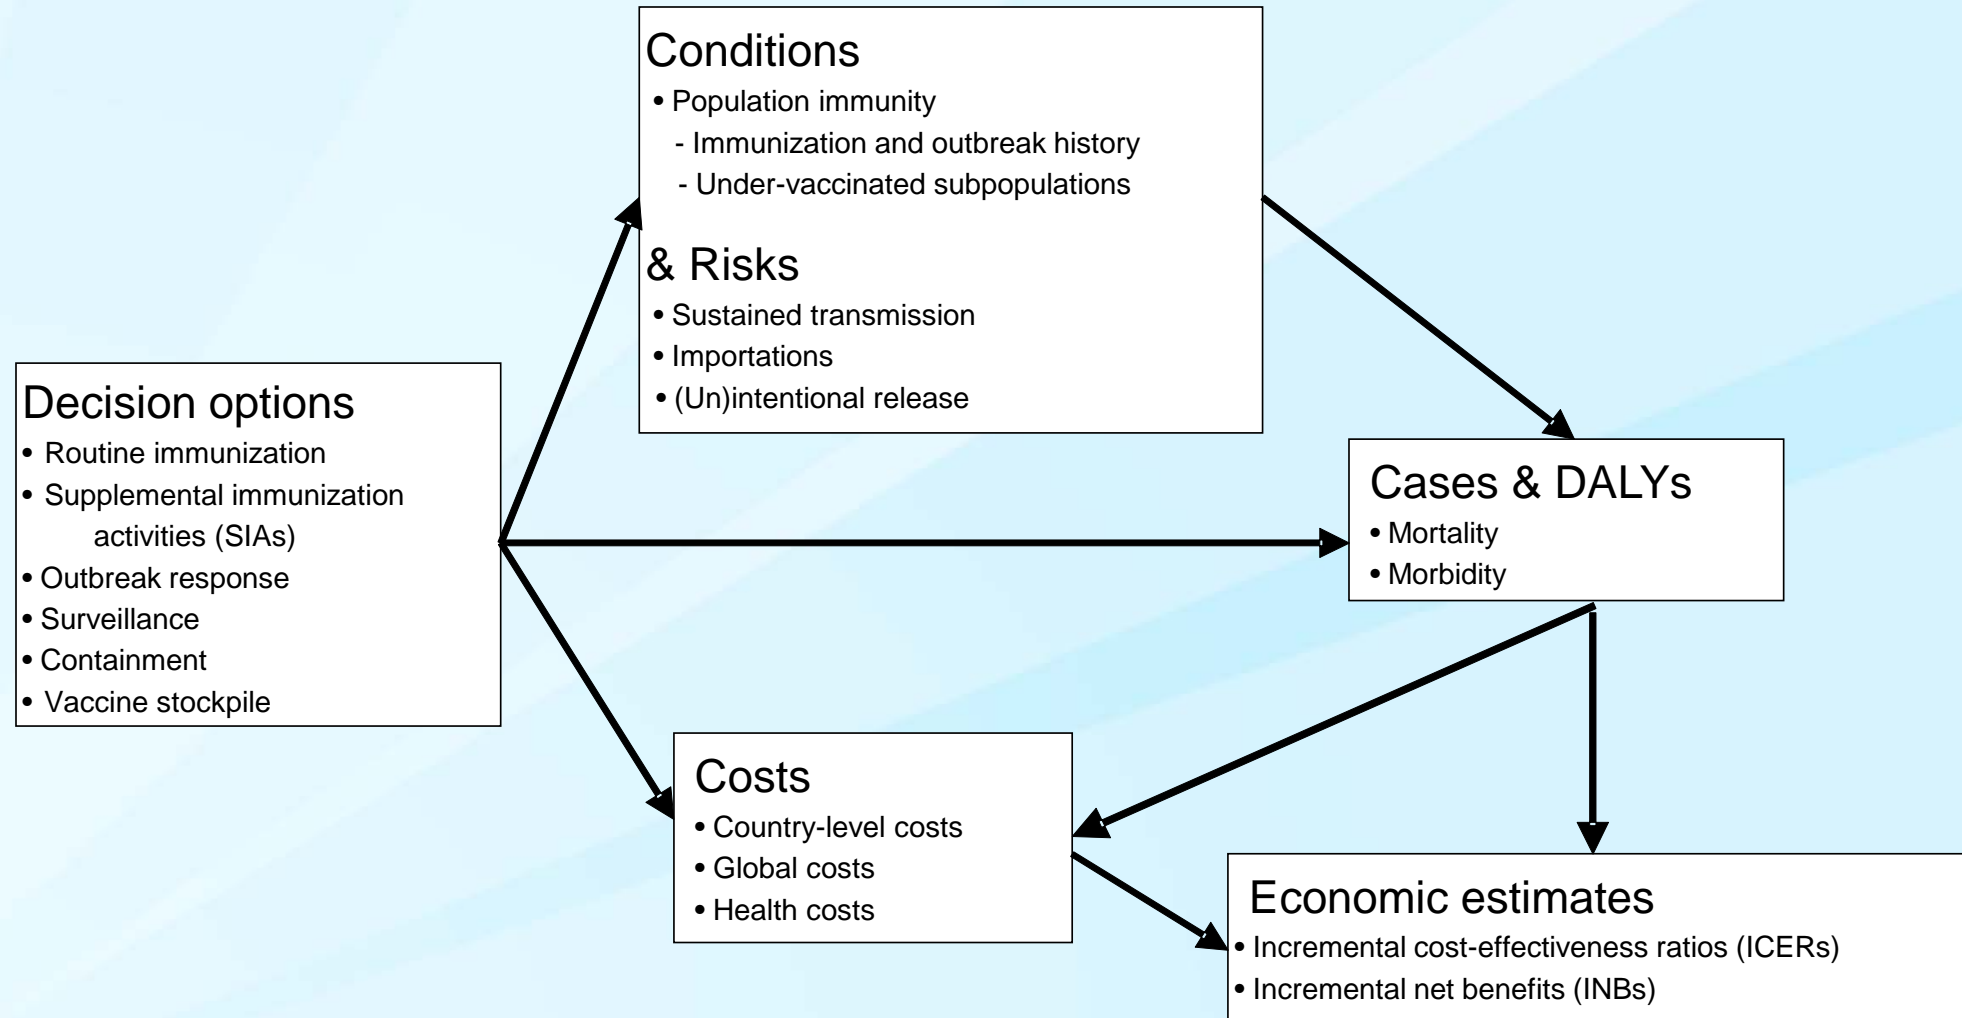 Conditions
• Population immunity
- Immunization and outbreak history
- Under-vaccinated subpopulations
& Risks
• Sustained transmission
• Importations
• (Un)intentional release
Decision options
• Routine immunization
• Supplemental immunization
activities (SIAs)
• Outbreak response
• Surveillance
• Containment
• Vaccine stockpile
Cases & DALYs
• Mortality
• Morbidity
Costs
• Country-level costs
• Global costs
• Health costs
Economic estimates
• Incremental cost-effectiveness ratios (ICERs)
• Incremental net benefits (INBs)